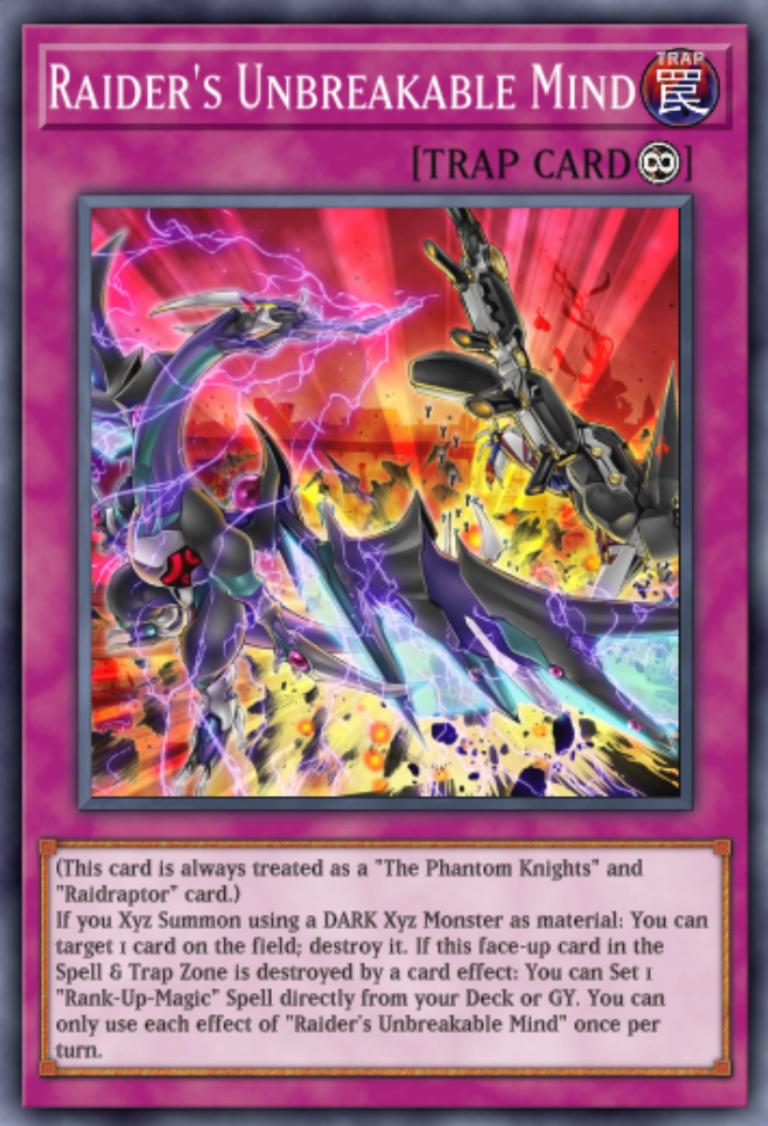 RAIDER'S UNBREAKABLE MIND
TRAP
罠
[TRAP CARD]
(This card is always treated as a "The Phantom Knights" and
"Raidraptor" card.)
If you Xyz Summon using a DARK Xyz Monster as material: You can
target 1 card on the field; destroy it. If this face-up card in the
Spell & Trap Zone is destroyed by a card effect: You can Set 1
"Rank-Up-Magic" Spell directly from your Deck or GY. You can
only use each effect of "Raider's Unbreakable Mind" once per
turn.